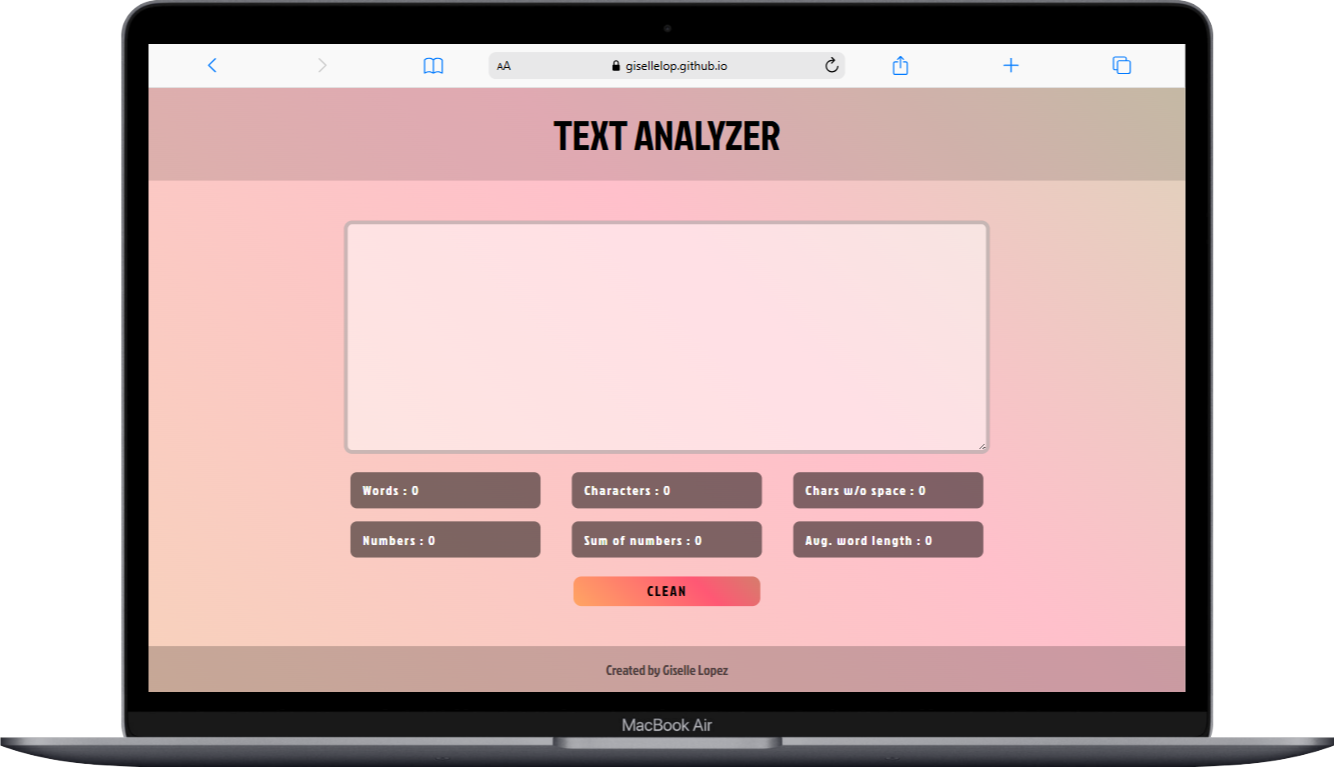 AA gisellelop.github.io
TEXT ANALYZER
Words : 0 Characters : 0 Chars w/o space : 0
Numbers : 0 Sum of numbers : 0 Avg. word length : 0
CLEAN
Created by Giselle Lopez
MacBook Air